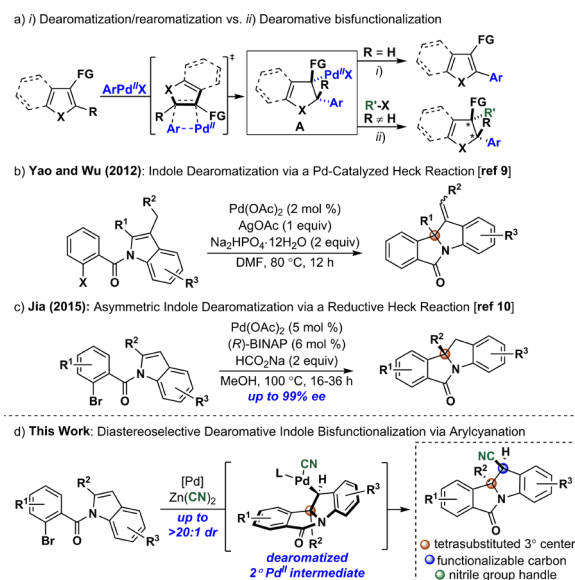 a) i) Dearomatization/rearomatization vs. ii) Dearomative bisfunctionalization
FG
X
R
ArPdᴵᴵX
X
R
FG
Ar--Pdᴵᴵ
‡
FG
PdᴵᴵX
X
R
Ar
A
R = H
i)
R'-X
R ≠ H
ii)
FG
X
Ar
FG
R'
*
*
R
X
Ar
b) Yao and Wu (2012): Indole Dearomatization via a Pd-Catalyzed Heck Reaction [ref 9]
R¹
R²
N
X
O
R³
Pd(OAc)₂ (2 mol %)
AgOAc (1 equiv)
Na₂HPO₄·12H₂O (2 equiv)
DMF, 80 °C, 12 h
R²
R¹
N
O
R³
c) Jia (2015): Asymmetric Indole Dearomatization via a Reductive Heck Reaction [ref 10]
R¹
R²
N
Br
O
R³
Pd(OAc)₂ (5 mol %)
(R)-BINAP (6 mol %)
HCO₂Na (2 equiv)
MeOH, 100 °C, 16-36 h
up to 99% ee
R²
R¹
N
O
R³
d) This Work: Diastereoselective Dearomative Indole Bisfunctionalization via Arylcyanation
R¹
R²
N
Br
O
R³
[Pd]
Zn(CN)₂
up to
>20:1 dr
CN
L
Pd
H
R³
R¹
N
O
R²
dearomatized
2° Pdᴵᴵ intermediate
NC
H
R²
R¹
N
O
R³
tetrasubstituted 3° center
functionalizable carbon
nitrile group handle